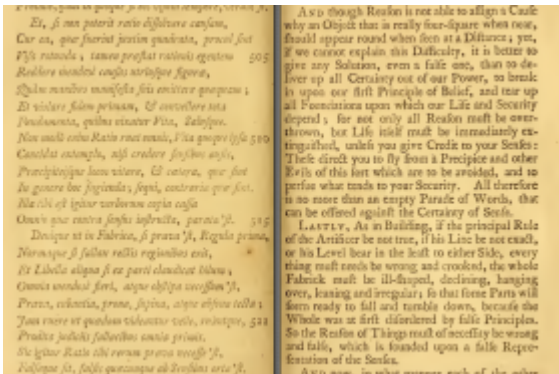 Et, si non poterit ratio dissolvere causam,
Cur ea, quæ fuerint juxtim quadrata, procul sint
Visa rotunda; tamen præstat rationis egentem 505
Reddere mendose causas utriusque figuræ,
Quàm manibus manifesta suis emittere quæquam;
Et violare fidem primam, & convellere tota
Fundamenta, quibus nixatur Vita, Salusque.
Non modò enim Ratio ruat omnis, Vita quoque ipsa 510
Concidat extemplo, nisi credere sensibus ausis,
Præcipitesque locos vitare, & cætera, quæ sint
In genere hoc fugienda; sequi, contraria quæ sint.
Illa tibi est igitur verborum copia cassa
Omnis quæ contra sensus instructa, parata 'st. 515
Denique ut in Fabrica, si prava 'st, Regula prima,
Normaque si fallax rectis regionibus exit,
Et Libella aliqua si ex parti claudicat hilum;
Omnia mendosè fieri, atque obstipa necessum 'st,
Prava, cubantia, prona, supina, atque absona tecta;
Jam ruere ut quædam videantur velle, ruantque, 520
Prodita judiciis fallacibus omnia primis.
Sic igitur Ratio tibi rerum prava necesse 'st,
Falsaque sit, falsis quæcunque ab Sensibus orta 'st.
AND though Reason is not able to assign a Cause
why an Object that is really four-square when near,
should appear round when seen at a Distance; yet,
if we cannot explain this Difficulty, it is better to
give any Solution, even a false one, than to de-
liver up all Certainty out of our Power, to break
in upon our first Principle of Belief, and tear up
all Foundations upon which our Life and Security
depend; for not only all Reason must be over-
thrown, but Life itself must be immediately ex-
tinguished, unless you give Credit to your Senses:
These direct you to fly from a Precipice and other
Evils of this sort which are to be avoided, and to
pursue what tends to your Security. All therefore
is no more than an empty Parade of Words, that
can be offered against the Certainty of Sense.
LASTLY, As in Building, if the principal Rule
of the Artificer be not true, if his Line be not exact,
or his Level bear in the least to either Side, every
thing must needs be wrong and crooked, the whole
Fabrick must be ill-shaped, declining, hanging
over, leaning and irregular; so that some Parts will
seem ready to fall and tumble down, because the
Whole was at first disordered by false Principles.
So the Reason of Things must of necessity be wrong
and false, which is founded upon a false Repre-
sentation of the Senses.